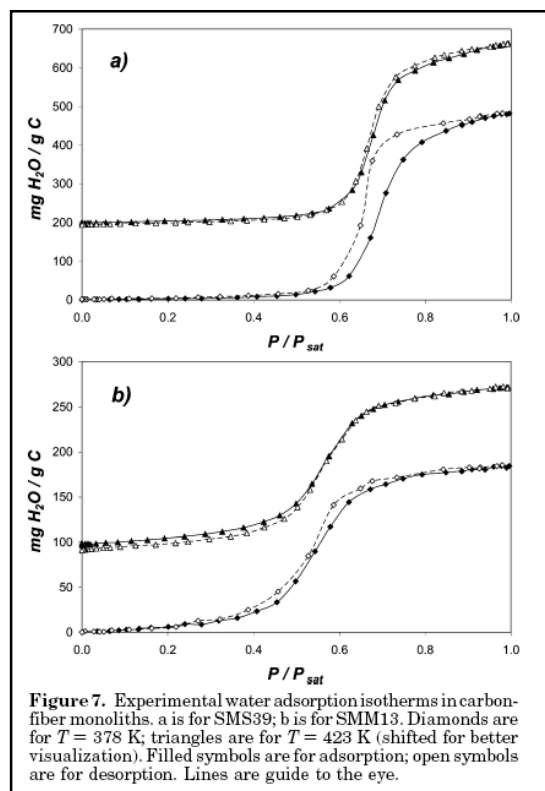 a)
mg H2O / g C
700
600
500
400
300
200
100
0
0.0 0.2 0.4 0.6 0.8 1.0
P / Psat
b)
mg H2O / g C
300
250
200
150
100
50
0
0.0 0.2 0.4 0.6 0.8 1.0
P / Psat
Figure 7. Experimental water adsorption isotherms in carbon-
fiber monoliths. a is for SMS39; b is for SMM13. Diamonds are
for T = 378 K; triangles are for T = 423 K (shifted for better
visualization). Filled symbols are for adsorption; open symbols
are for desorption. Lines are guide to the eye.